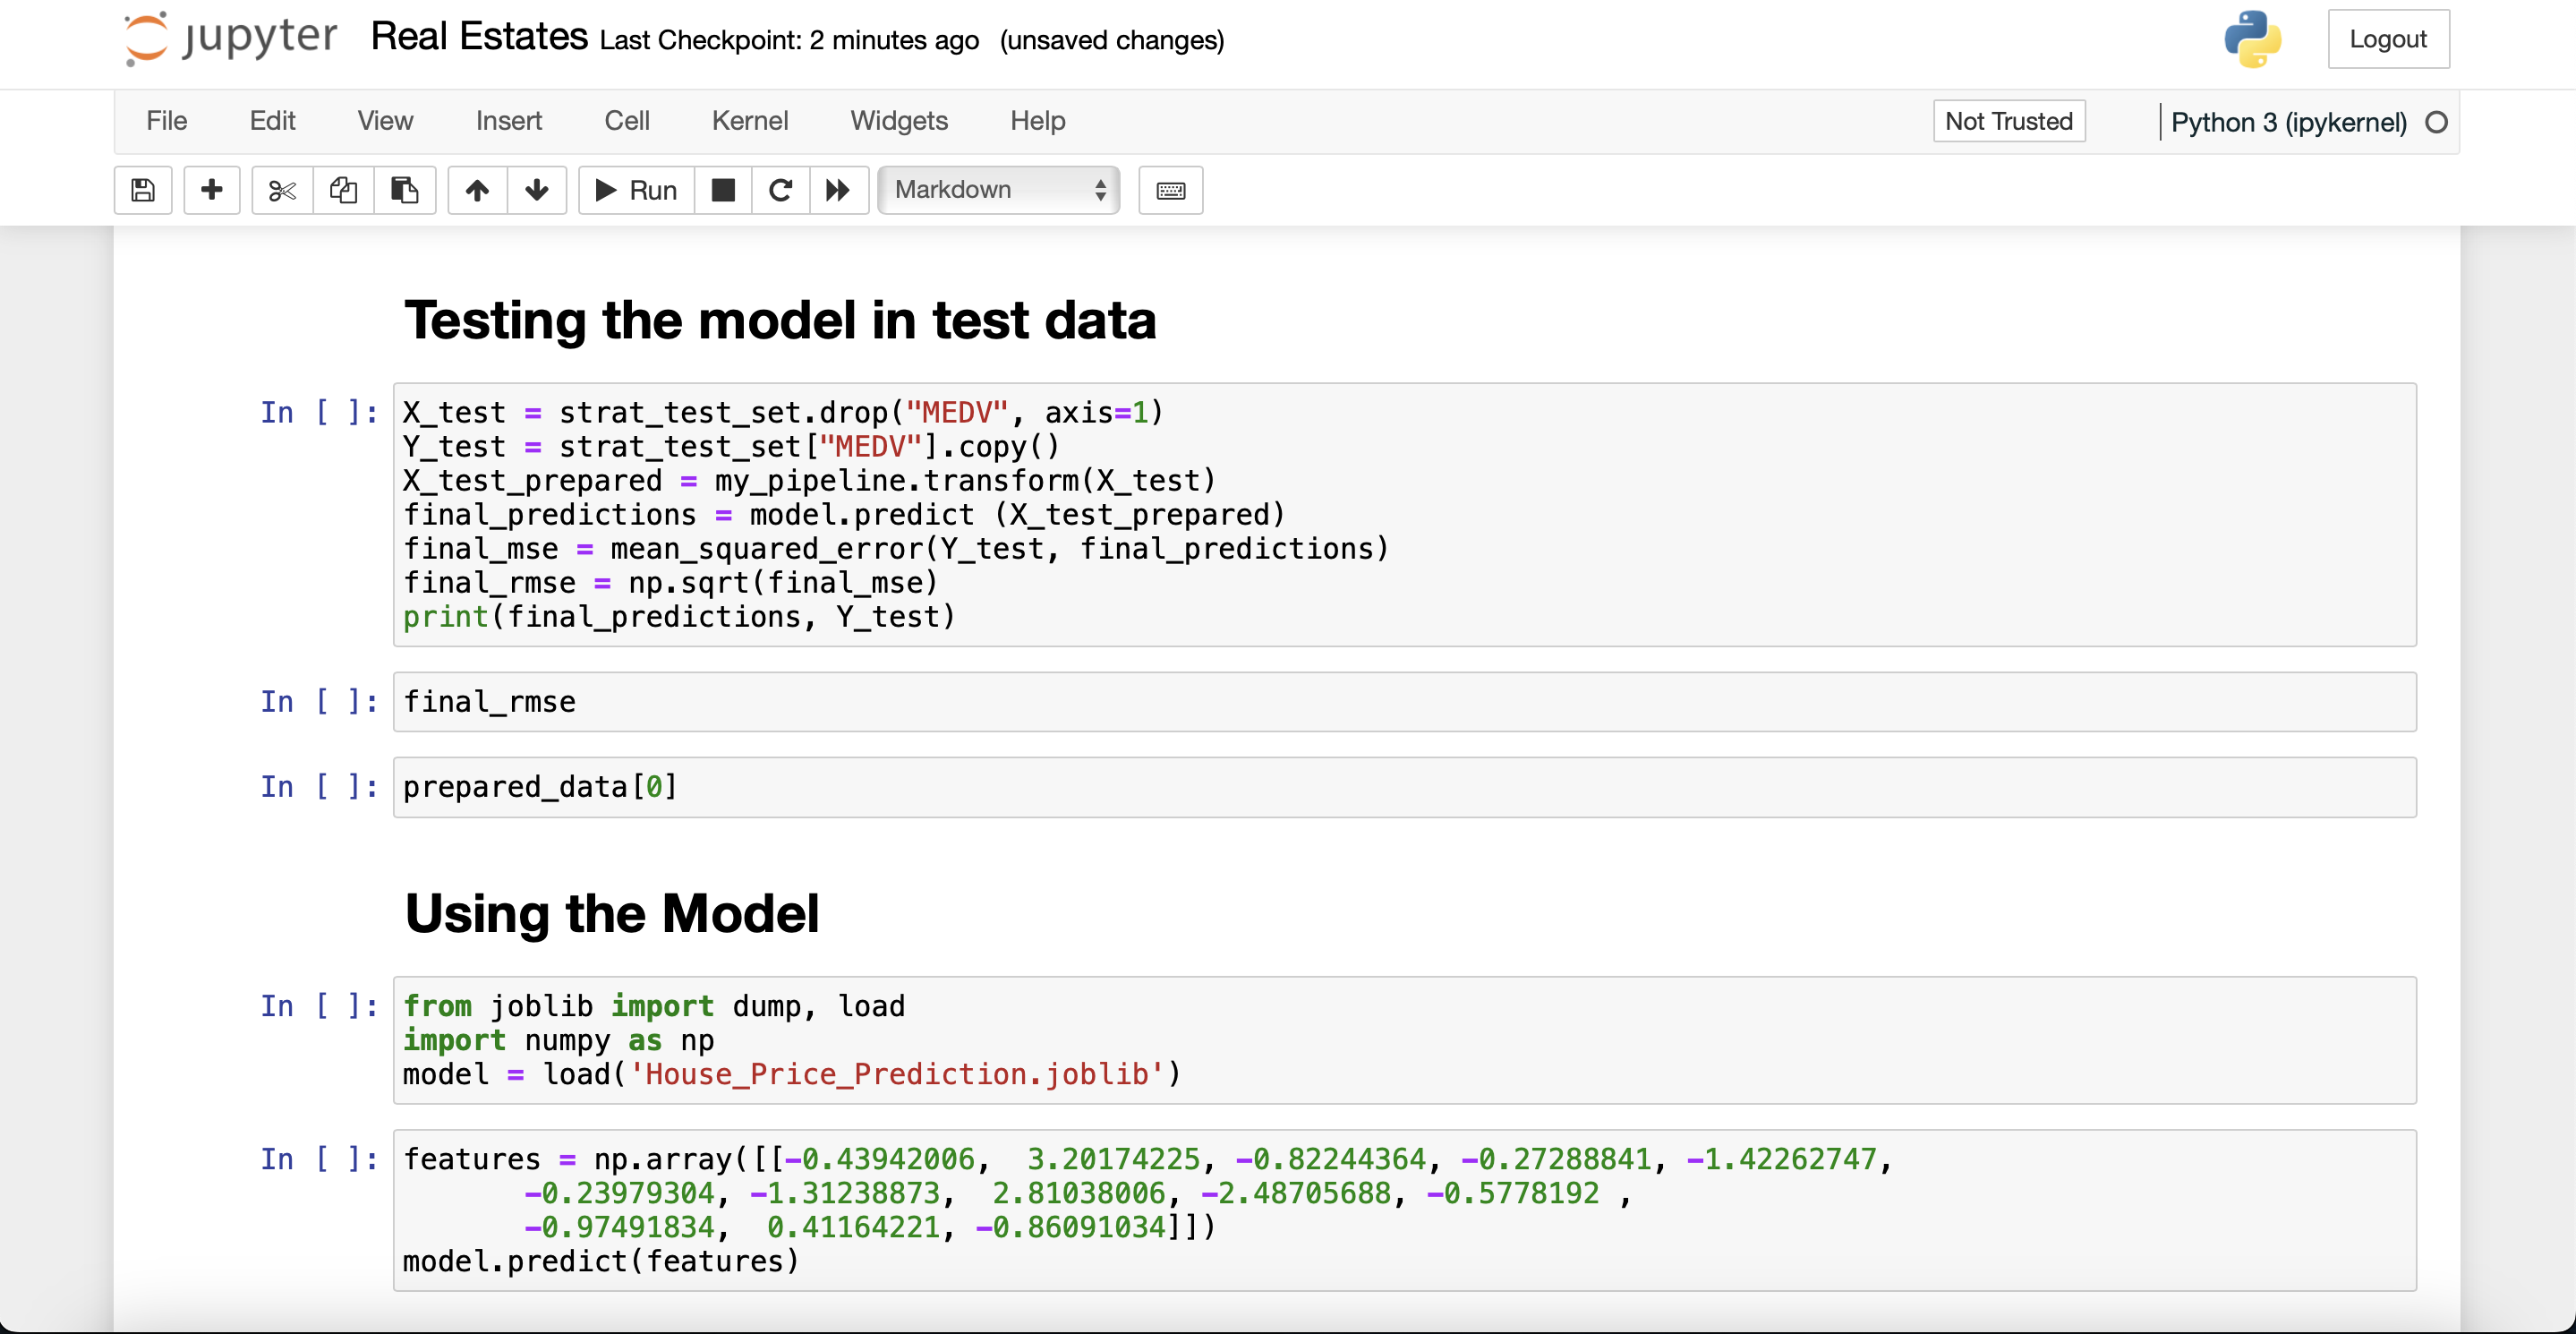 jupyter Real Estates Last Checkpoint: 2 minutes ago (unsaved changes) Logout
File Edit View Insert Cell Kernel Widgets Help Not Trusted Python 3 (ipykernel)
Run Markdown
Testing the model in test data
In [ ]: X_test = strat_test_set.drop("MEDV", axis=1)
Y_test = strat_test_set["MEDV"].copy()
X_test_prepared = my_pipeline.transform(X_test)
final_predictions = model.predict (X_test_prepared)
final_mse = mean_squared_error(Y_test, final_predictions)
final_rmse = np.sqrt(final_mse)
print(final_predictions, Y_test)
In [ ]: final_rmse
In [ ]: prepared_data[0]
Using the Model
In [ ]: from joblib import dump, load
import numpy as np
model = load('House_Price_Prediction.joblib')
In [ ]: features = np.array([[-0.43942006,  3.20174225, -0.82244364, -0.27288841, -1.42262747,
-0.23979304, -1.31238873,  2.81038006, -2.48705688, -0.5778192 ,
-0.97491834,  0.41164221, -0.86091034]])
model.predict(features)